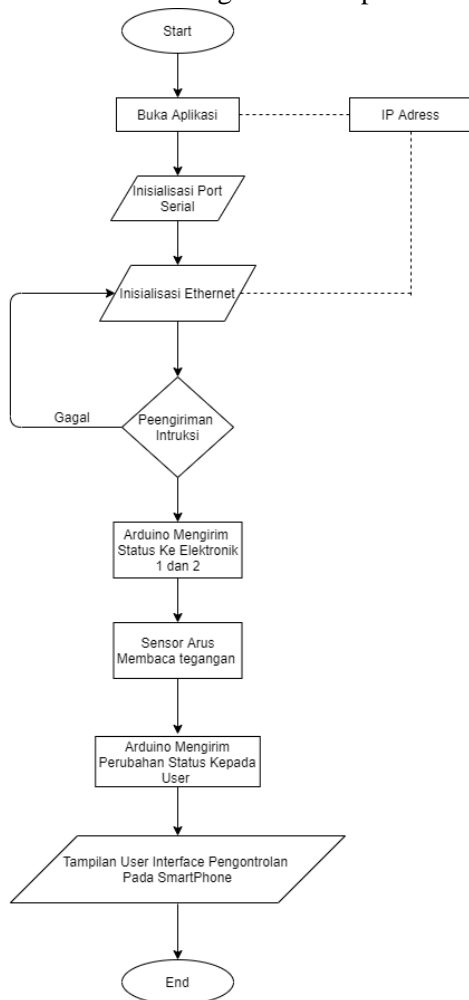 Start
Buka Aplikasi
IP Adress
Inisialisasi Port
Serial
Inisialisasi Ethernet
Gagal
Peengiriman
Intruksi
Arduino Mengirim
Status Ke Elektronik
1 dan 2
Sensor Arus
Membaca tegangan
Arduino Mengirim
Perubahan Status Kepada
User
Tampilan User Interface Pengontrolan
Pada SmartPhone
End